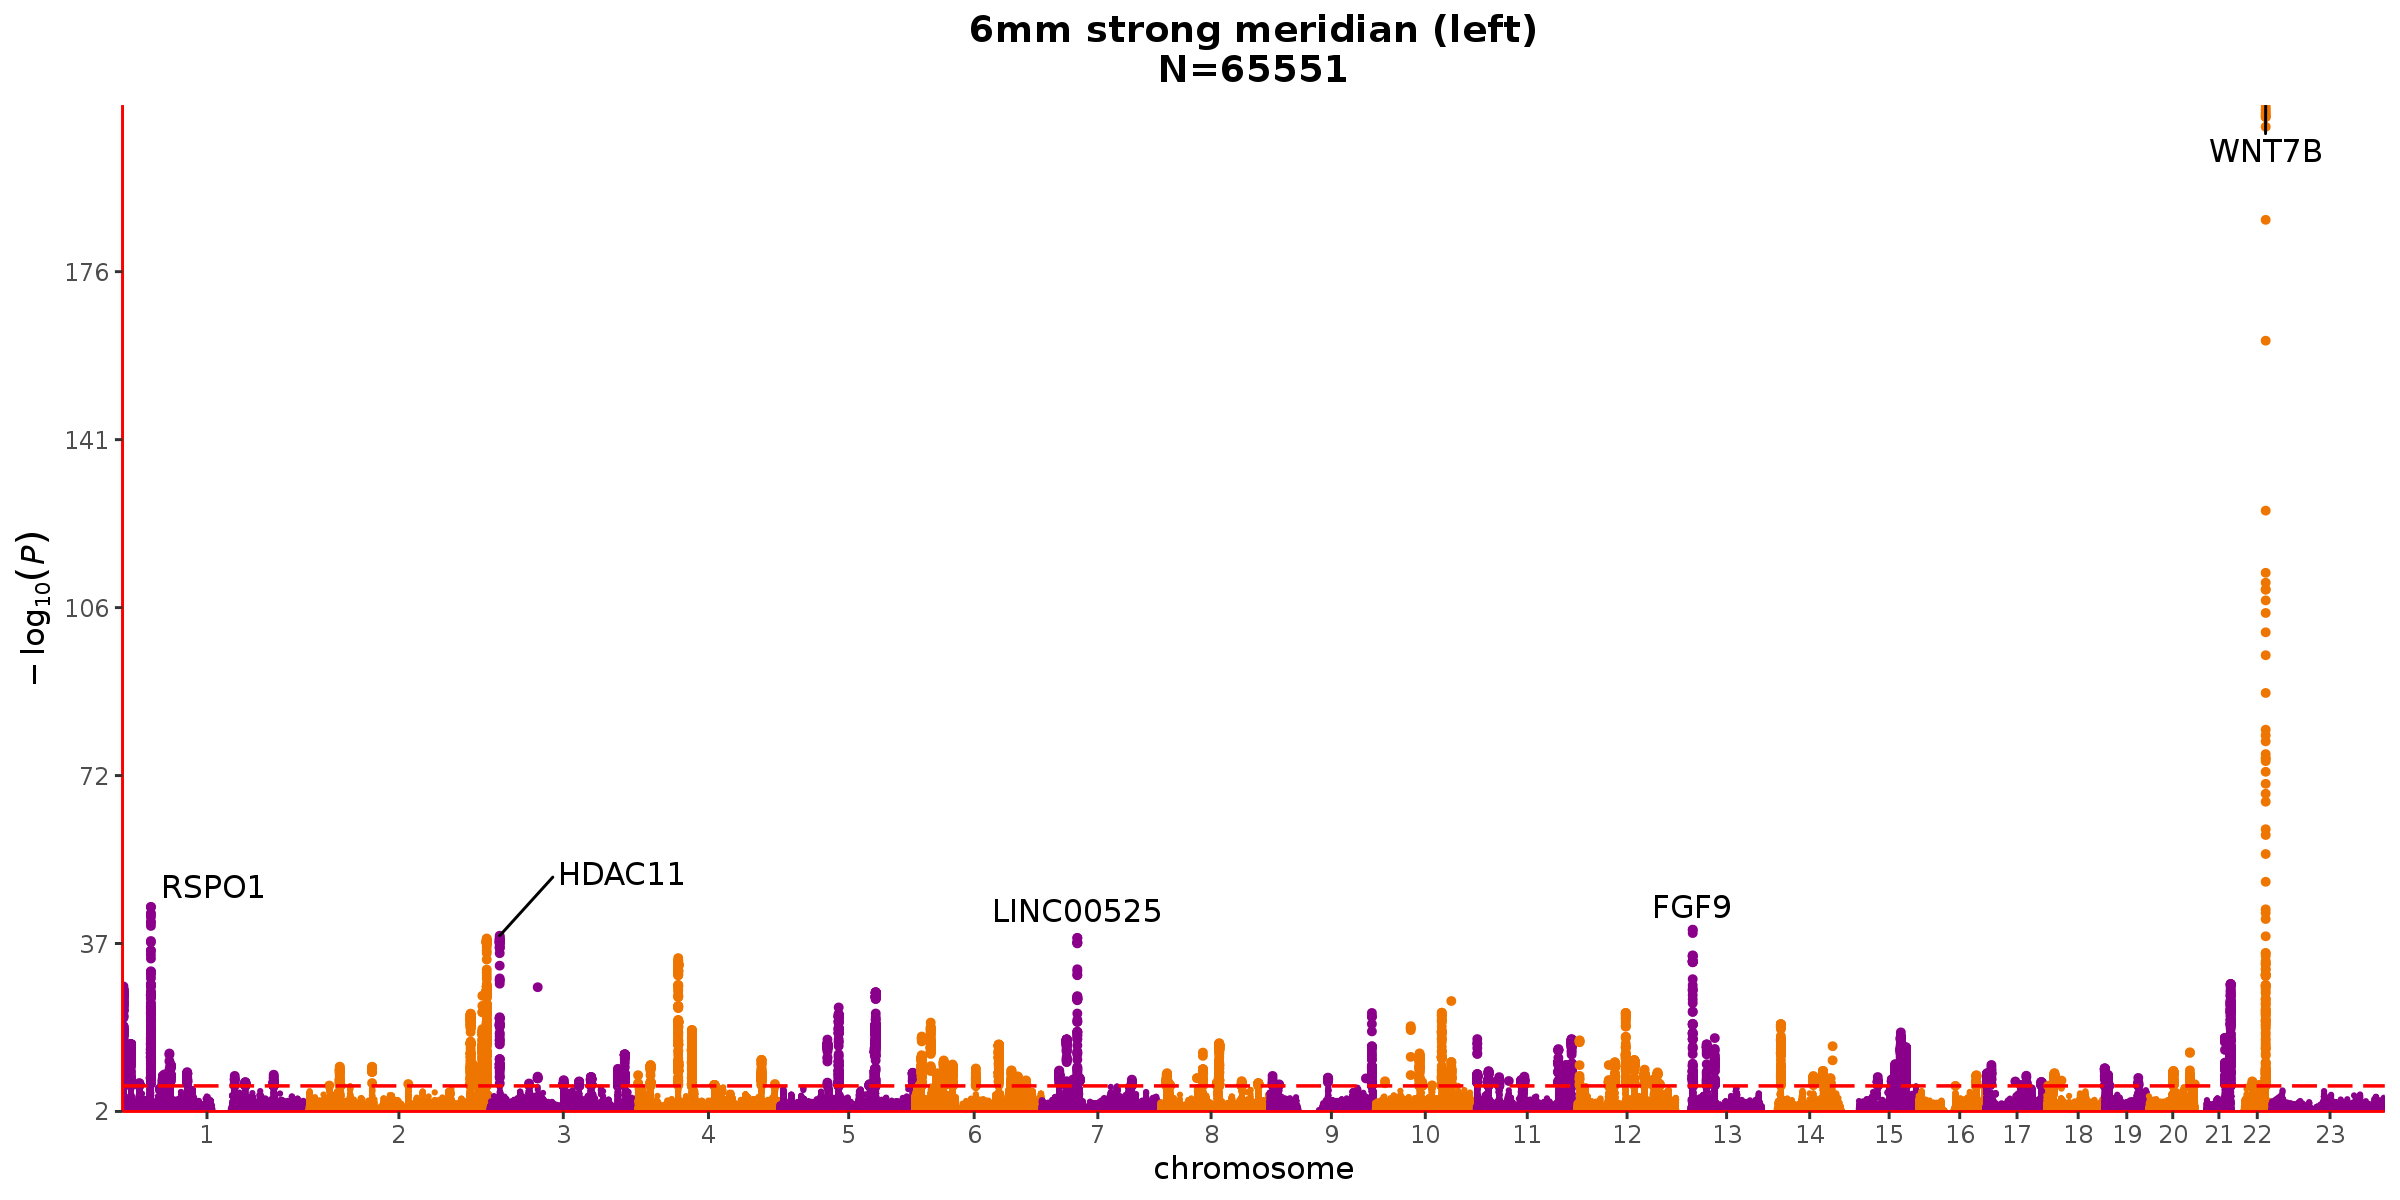 6mm strong meridian (left)
N=65551
WNT7B
176
141
106
72
37
2
−log10(P)
RSPO1
HDAC11
LINC00525
FGF9
1 2 3 4 5 6 7 8 9 10 11 12 13 14 15 16 17 18 19 20 21 22 23
chromosome